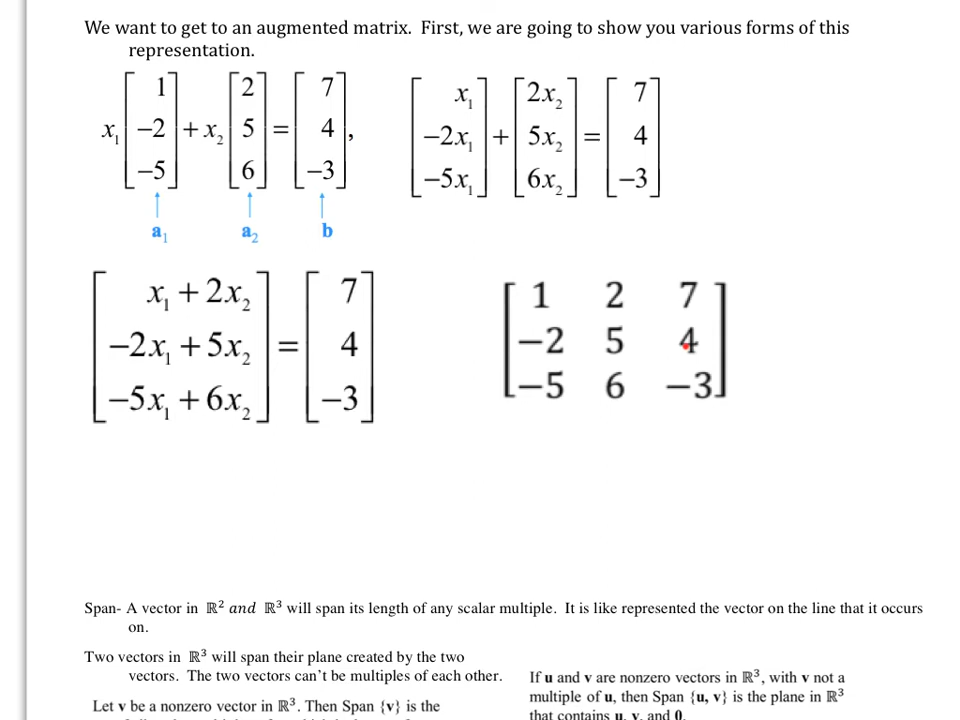 We want to get to an augmented matrix. First, we are going to show you various forms of this
representation.
x₁ [1 −2 −5] + x₂ [2 5 6] = [7 4 −3],
[x₁ −2x₁ −5x₁] + [2x₂ 5x₂ 6x₂] = [7 4 −3]
a₁ a₂ b
[x₁ + 2x₂ −2x₁ + 5x₂ −5x₁ + 6x₂] = [7 4 −3]
[1 2 7
−2 5 4
−5 6 −3]
Span- A vector in ℝ² and ℝ³ will span its length of any scalar multiple. It is like represented the vector on the line that it occurs
on.
Two vectors in ℝ³ will span their plane created by the two
vectors. The two vectors can't be multiples of each other.
Let v be a nonzero vector in ℝ³. Then Span {v} is the
If u and v are nonzero vectors in ℝ³, with v not a
multiple of u, then Span {u, v} is the plane in ℝ³
that contains u, v, and 0.